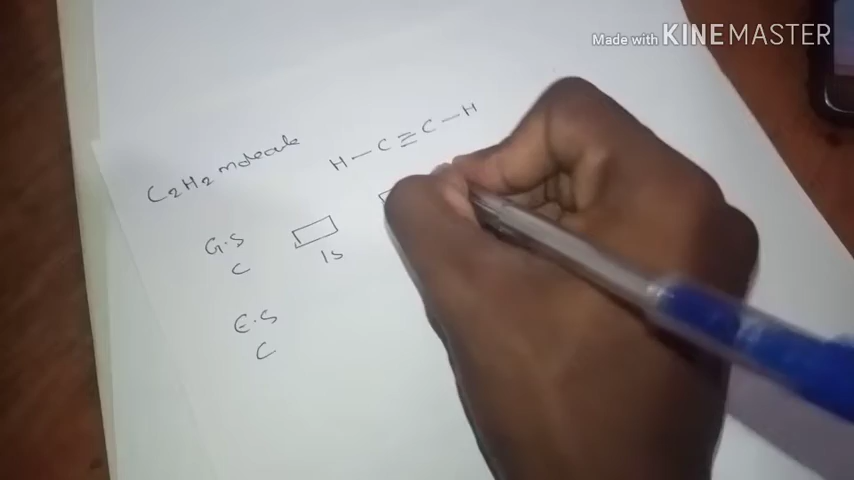 Made with KINEMASTER
C2H2 molecule H-C≡C-H
G.S
C
1s
E.S
C